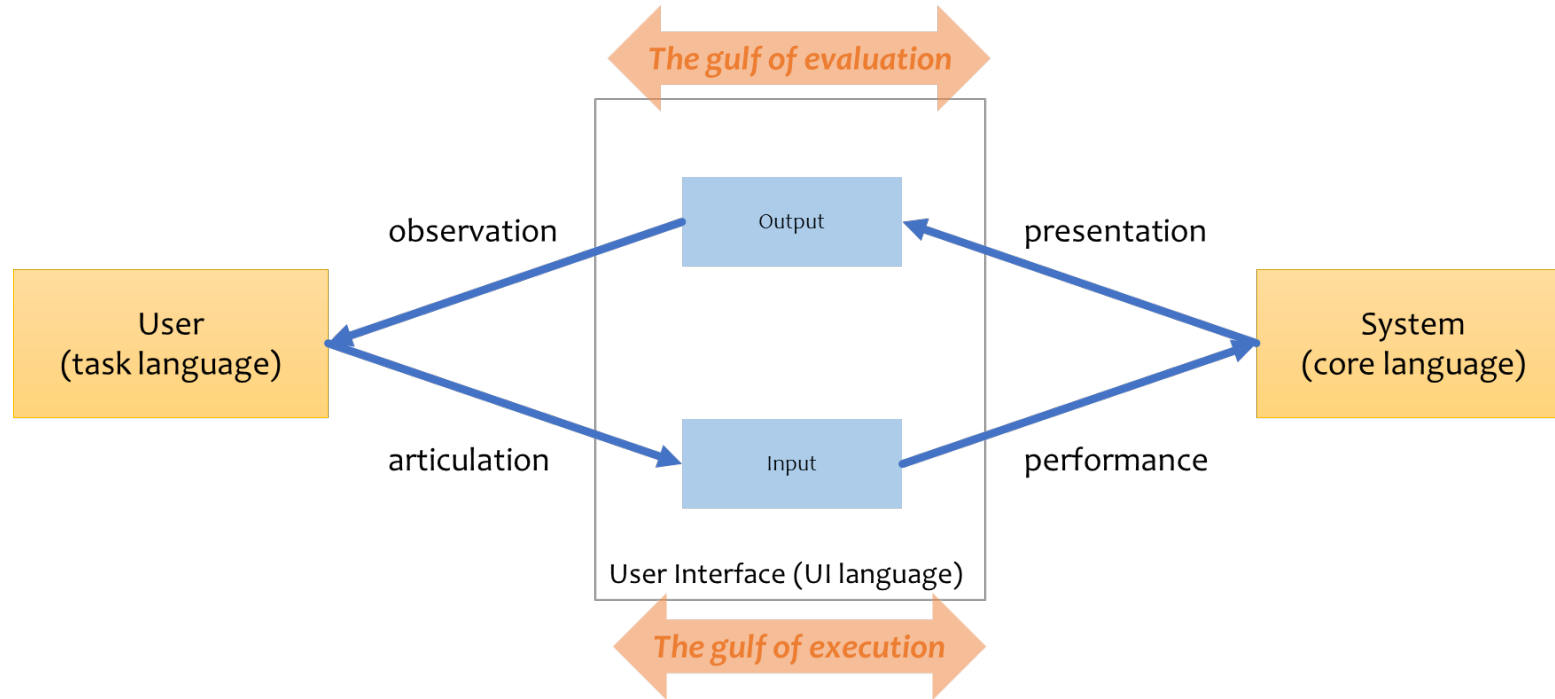 The gulf of evaluation
Output
observation
presentation
User
(task language)
System
(core language)
articulation
Input
performance
User Interface (UI language)
The gulf of execution